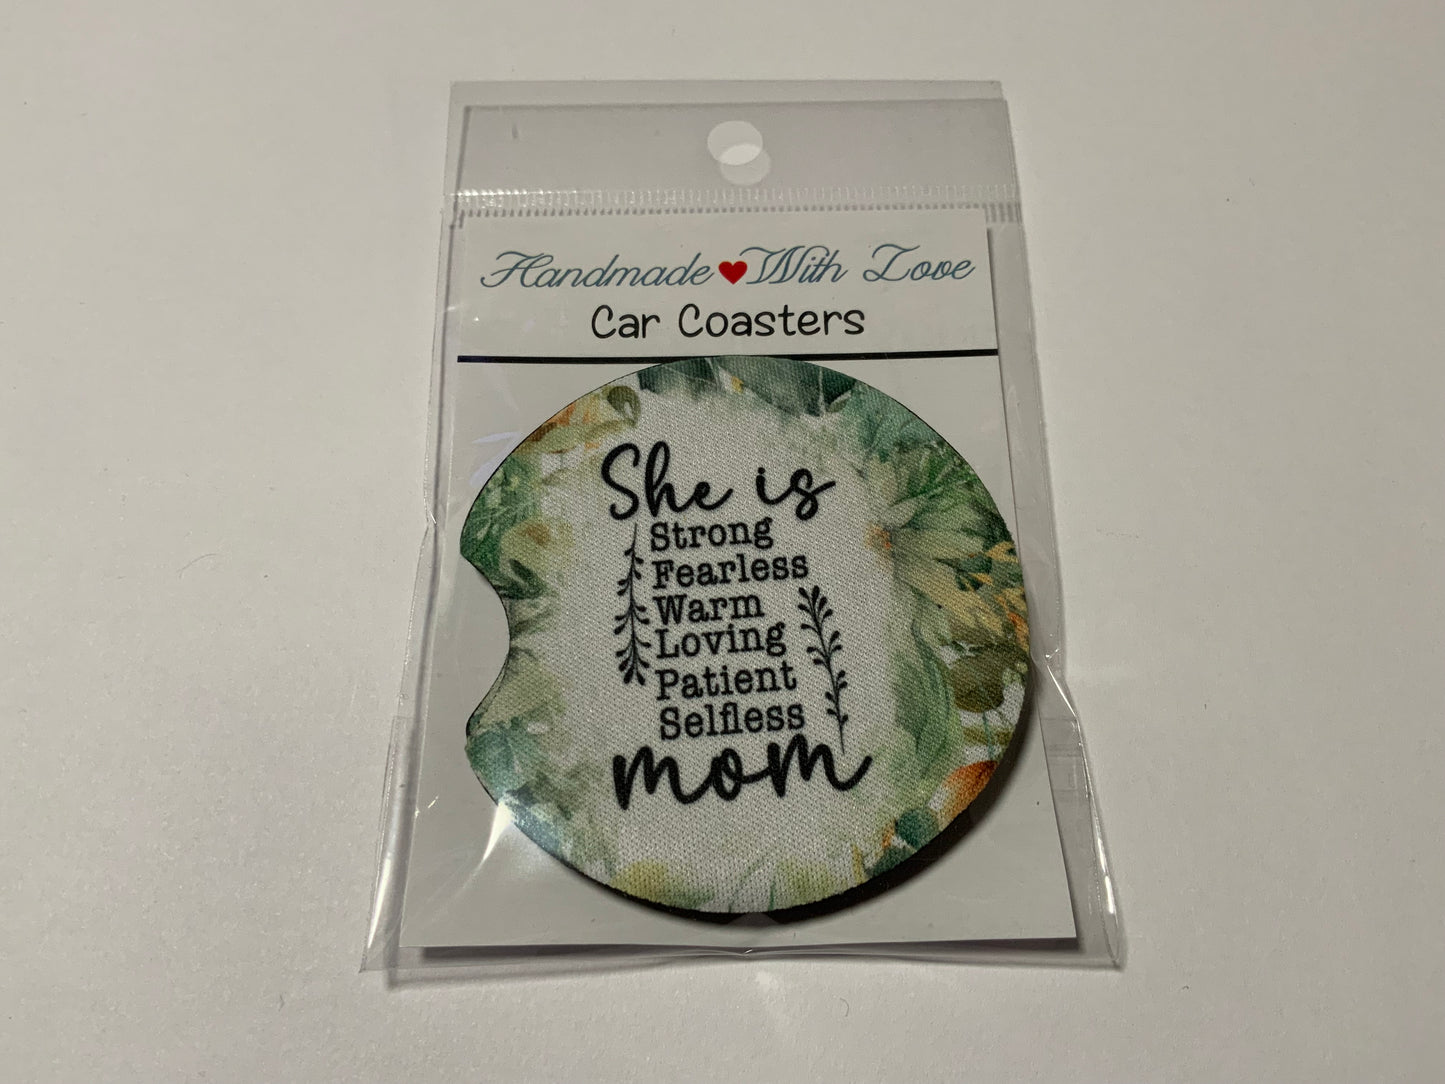 Handmade With Love
Car Coasters
She is
Strong
Fearless
Warm
Loving
Patient
Selfless
mom